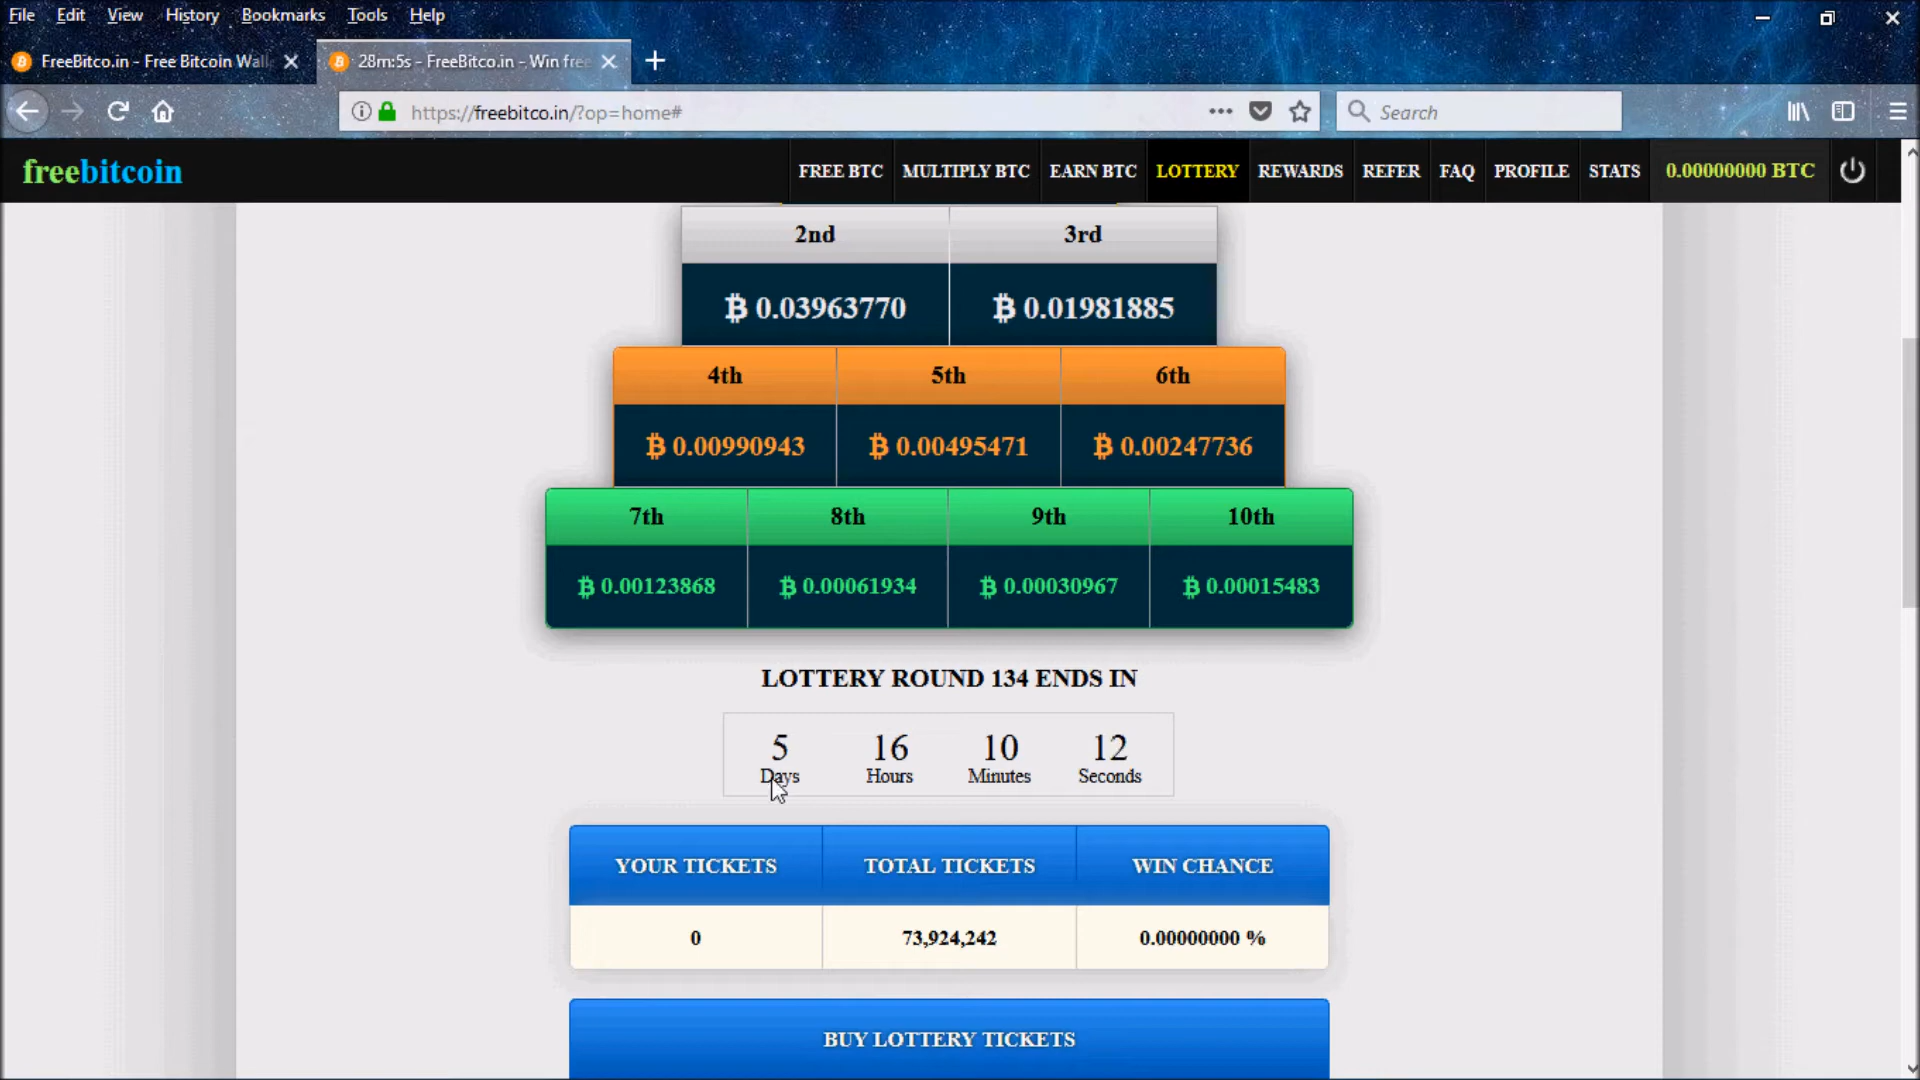 File Edit View History Bookmarks Tools Help
FreeBitco.in - Free Bitcoin Wall
28m:5s - FreeBitco.in - Win free
https://freebitco.in/?op=home#
Search
freebitcoin
FREE BTC MULTIPLY BTC EARN BTC LOTTERY REWARDS REFER FAQ PROFILE STATS 0.00000000 BTC
2nd 3rd
₿ 0.03963770 ₿ 0.01981885
4th 5th 6th
₿ 0.00990943 ₿ 0.00495471 ₿ 0.00247736
7th 8th 9th 10th
₿ 0.00123868 ₿ 0.00061934 ₿ 0.00030967 ₿ 0.00015483
LOTTERY ROUND 134 ENDS IN
5 16 10 12
Days Hours Minutes Seconds
YOUR TICKETS TOTAL TICKETS WIN CHANCE
0 73,924,242 0.00000000 %
BUY LOTTERY TICKETS